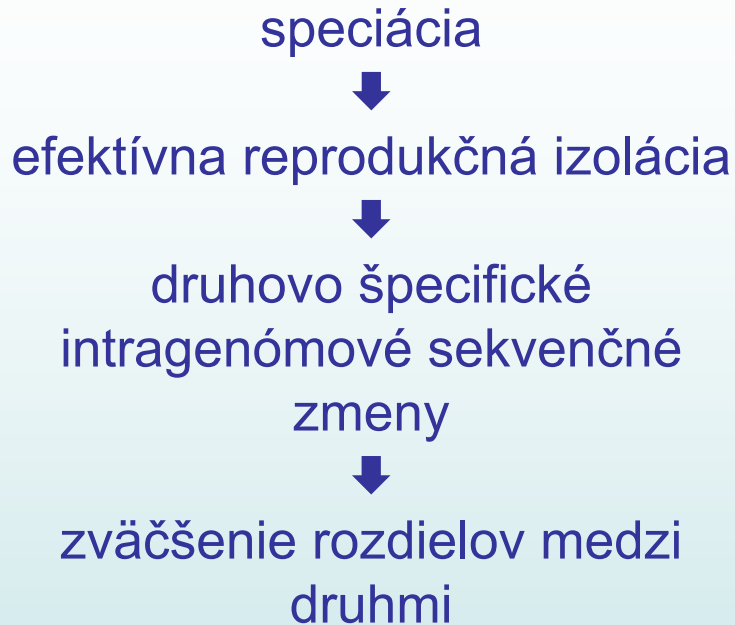 speciácia
efektívna reprodukčná izolácia
druhovo špecifické
intragenómové sekvenčné
zmeny
zväčšenie rozdielov medzi
druhmi